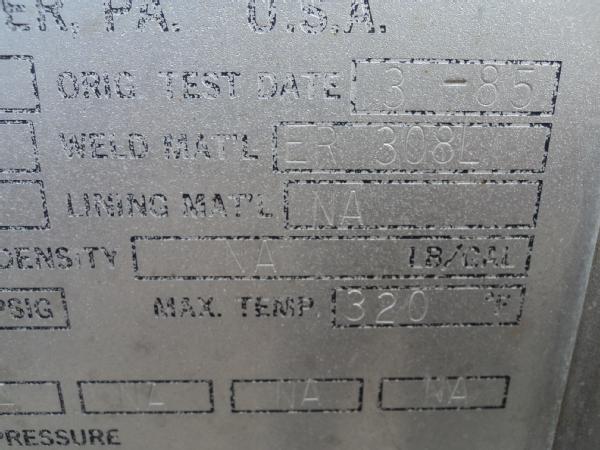 ER, PA. U.S.A.
ORIG. TEST DATE 3 -85
WELD MAT'L ER 308L
LINING MAT'L NA
DENSITY NA LB/GAL
PSIG MAX. TEMP. 320 °F
NA NA NA
PRESSURE